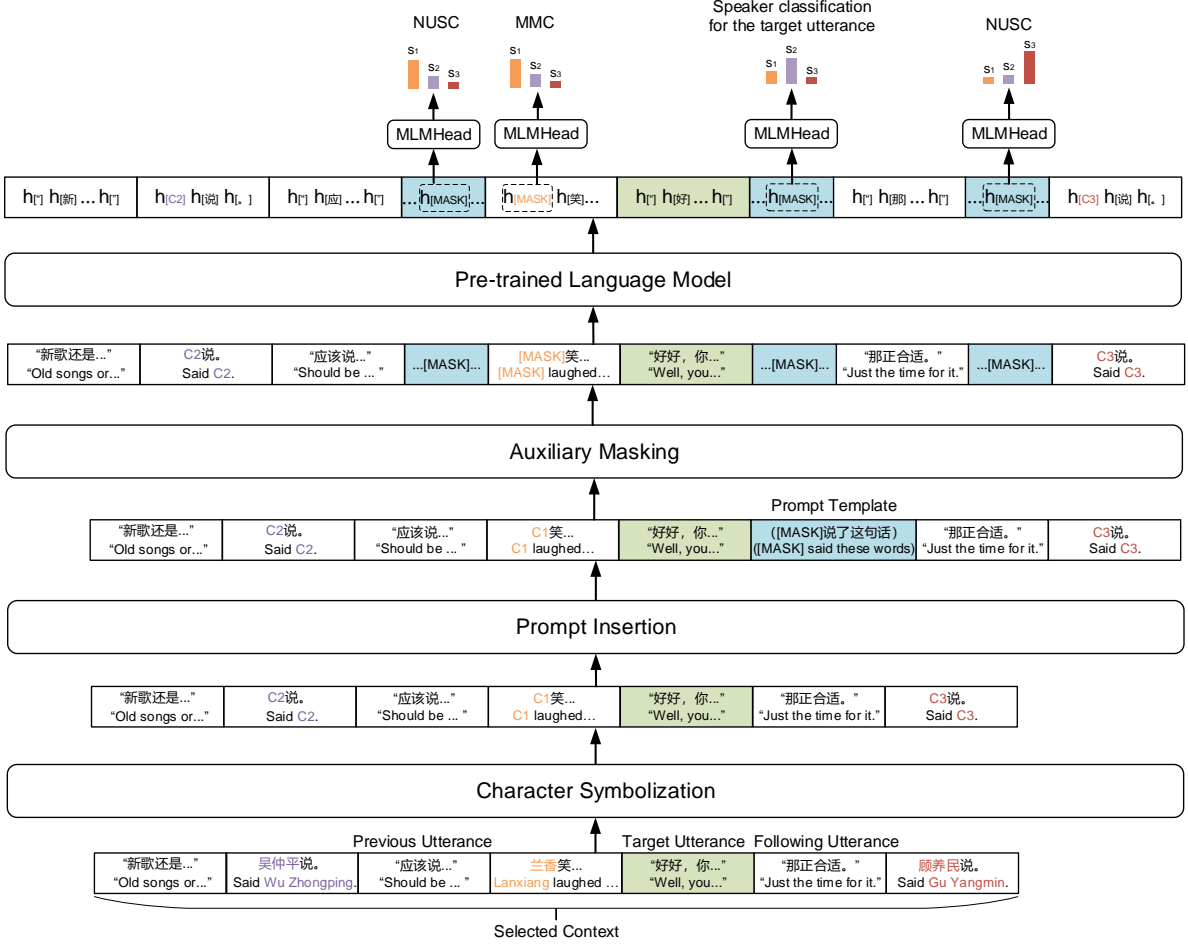 NUSC
MMC
Speaker classification
for the target utterance
NUSC
S1 S2 S3
S1 S2 S3
S1 S2 S3
S1 S2 S3
MLMHead
MLMHead
MLMHead
MLMHead
h["] h[新] ... h["]
h[C2] h[说] h[。]
h["] h[应] ... h["]
...h[MASK]...
h[MASK] h[笑]...
h["] h[好] ... h["]
...h[MASK]...
h["] h[那] ... h["]
...h[MASK]...
h[C3] h[说] h[。]
Pre-trained Language Model
“新歌还是...”
“Old songs or...”
C2说。
Said C2.
“应该说...”
“Should be ... ”
...[MASK]...
[MASK]笑...
[MASK] laughed...
“好好，你...”
“Well, you...”
...[MASK]...
“那正合适。”
“Just the time for it.”
...[MASK]...
C3说。
Said C3.
Auxiliary Masking
Prompt Template
“新歌还是...”
“Old songs or...”
C2说。
Said C2.
“应该说...”
“Should be ... ”
C1笑...
C1 laughed...
“好好，你...”
“Well, you...”
（[MASK]说了这句话）
([MASK] said these words)
“那正合适。”
“Just the time for it.”
C3说。
Said C3.
Prompt Insertion
“新歌还是...”
“Old songs or...”
C2说。
Said C2.
“应该说...”
“Should be ... ”
C1笑...
C1 laughed...
“好好，你...”
“Well, you...”
“那正合适。”
“Just the time for it.”
C3说。
Said C3.
Character Symbolization
Previous Utterance
Target Utterance
Following Utterance
“新歌还是...”
“Old songs or...”
吴仲平说。
Said Wu Zhongping.
“应该说...”
“Should be ... ”
兰香笑...
Lanxiang laughed ...
“好好，你...”
“Well, you...”
“那正合适。”
“Just the time for it.”
顾养民说。
Said Gu Yangmin.
Selected Context